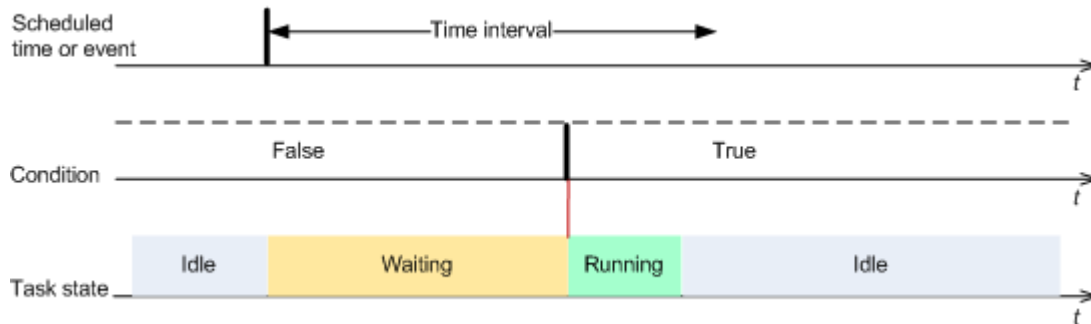 Scheduled
time or event
Time interval
t
False
True
Condition
t
Idle
Waiting
Running
Idle
Task state
t